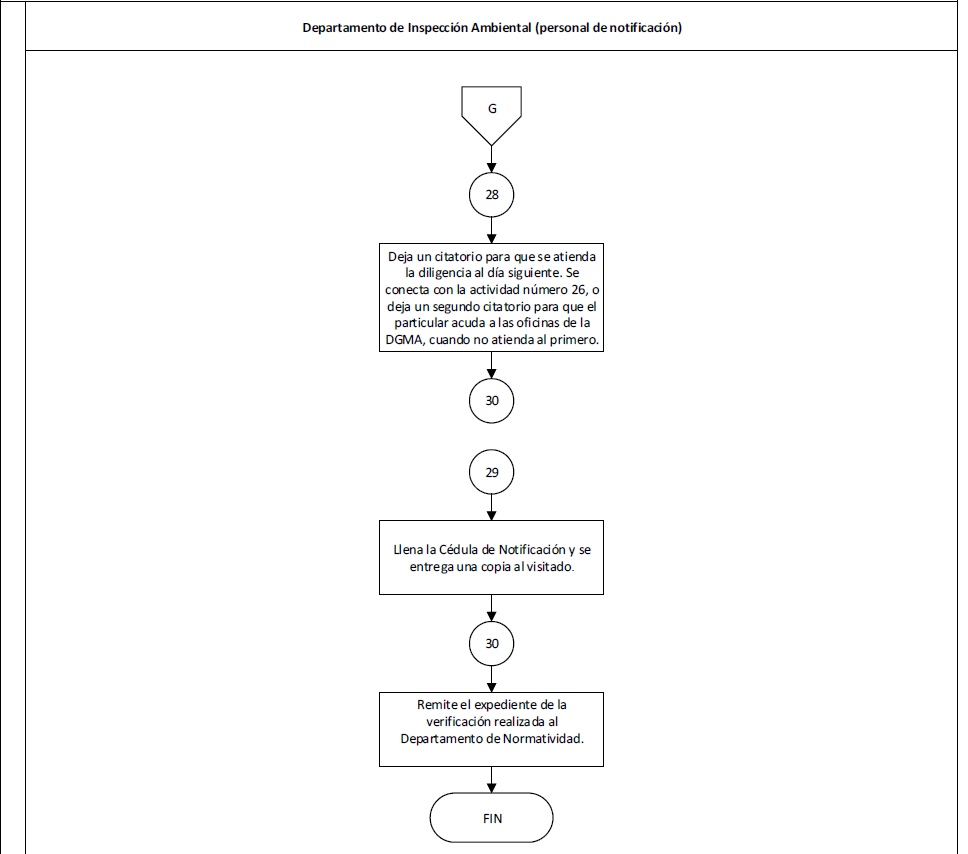 Departamento de Inspección Ambiental (personal de notificación)
G
28
Deja un citatorio para que se atienda
la diligencia al día siguiente. Se
conecta con la actividad número 26, o
deja un segundo citatorio para que el
particular acuda a las oficinas de la
DGMA, cuando no atienda al primero.
30
29
Llena la Cédula de Notificación y se
entrega una copia al visitado.
30
Remite el expediente de la
verificación realizada al
Departamento de Normatividad.
FIN